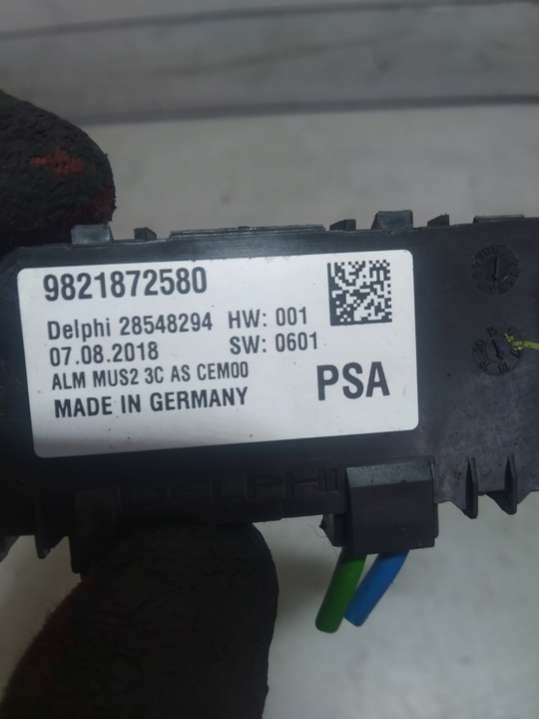 9821872580
Delphi 28548294 HW: 001
07.08.2018 SW: 0601
ALM MUS2 3C AS CEM00
MADE IN GERMANY PSA
DELPHI